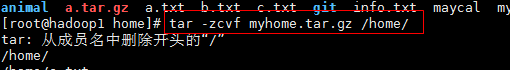 animal a.tar.gz a.txt b.txt c.txt git info.txt maycal my
[root@hadoop1 home]# tar -zcvf myhome.tar.gz /home/
tar: 从成员名中删除开头的“/”
/home/